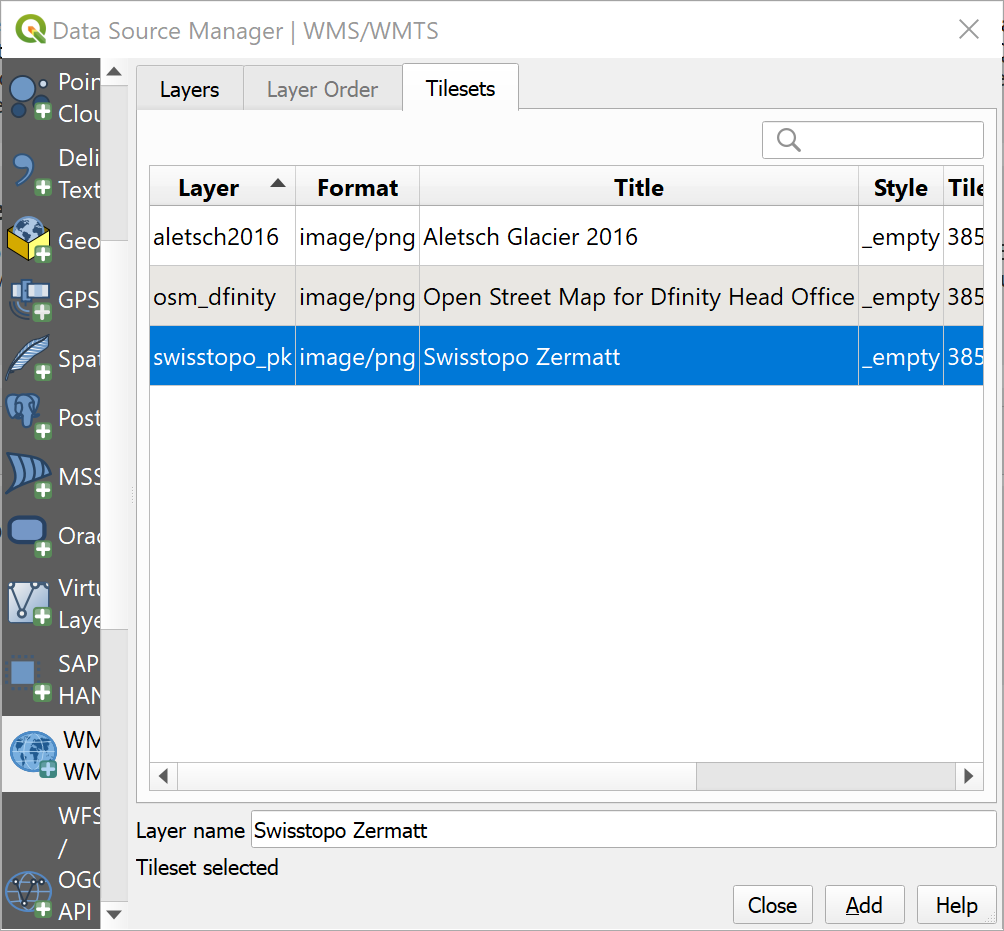 Data Source Manager | WMS/WMTS
Poin
Clou
Deli
Text
Geo
GPS
Spat
Post
MSS
Orac
Virtu
Laye
SAP
HAN
WM
WM
WFS
/
OGC
API
Layers Layer Order Tilesets
Layer Format Title Style Tile
aletsch2016 image/png Aletsch Glacier 2016 _empty 385
osm_dfinity image/png Open Street Map for Dfinity Head Office _empty 385
swisstopo_pk image/png Swisstopo Zermatt _empty 385
Layer name Swisstopo Zermatt
Tileset selected
Close Add Help